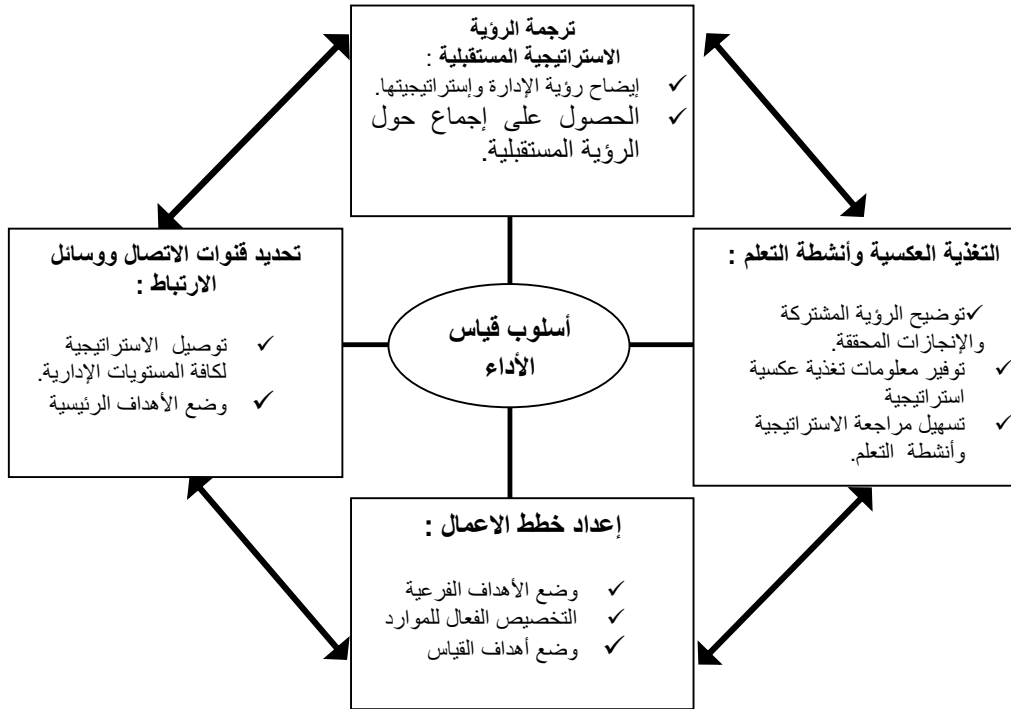 ترجمة الرؤية
الاستراتيجية المستقبلية :
✓ إيضاح رؤية الإدارة وإستراتيجيتها.
✓ الحصول على إجماع حول
الرؤية المستقبلية.
التغذية العكسية وأنشطة التعلم :
✓توضيح الرؤية المشتركة
والإنجازات المحققة.
✓ توفير معلومات تغذية عكسية
استراتيجية
✓ تسهيل مراجعة الاستراتيجية
وأنشطة التعلم.
أسلوب قياس
الأداء
تحديد قنوات الاتصال ووسائل
الارتباط :
✓ توصيل الاستراتيجية
لكافة المستويات الإدارية.
✓ وضع الأهداف الرئيسية
إعداد خطط الاعمال :
✓ وضع الأهداف الفرعية
✓ التخصيص الفعال للموارد
✓ وضع أهداف القياس